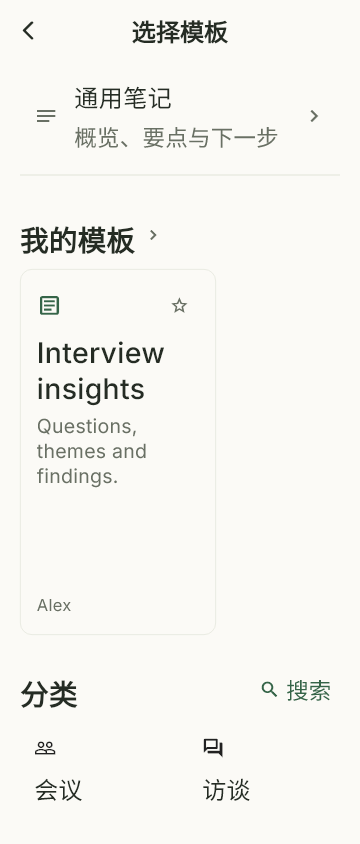 选择模板
通用笔记
概览、要点与下一步
我的模板
Interview
insights
Questions,
themes and
findings.
Alex
分类
搜索
会议
访谈